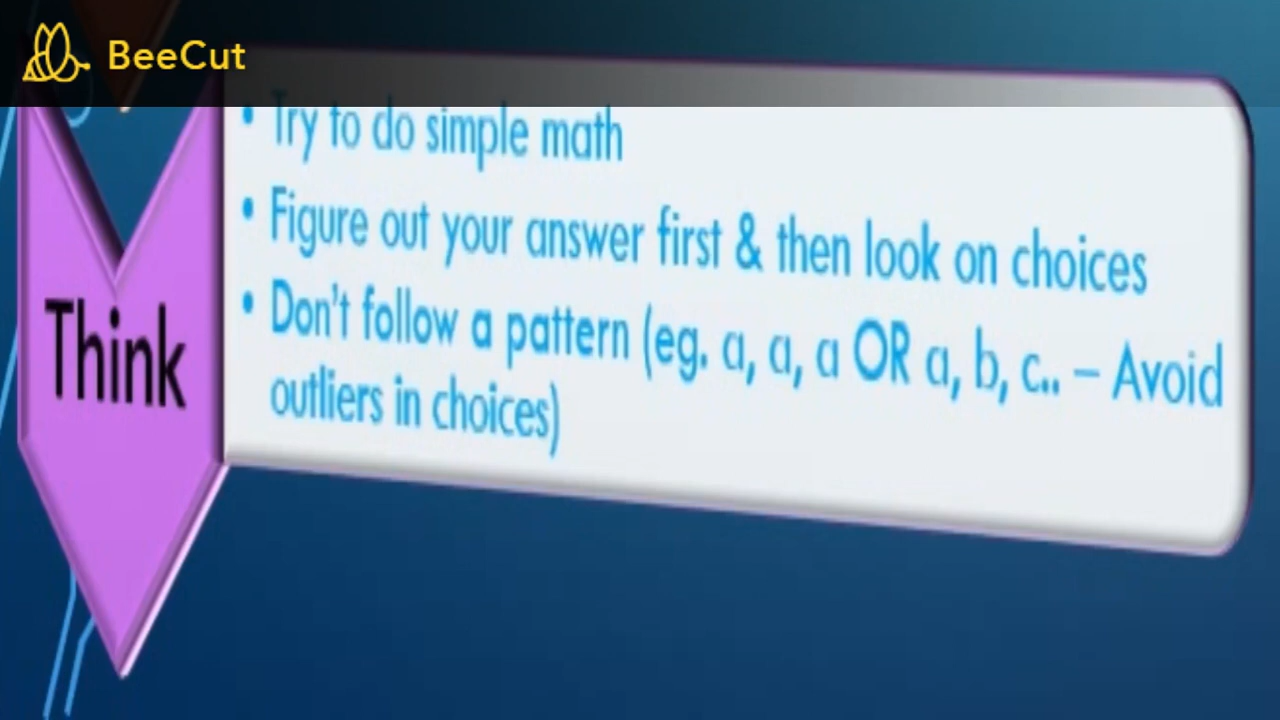 BeeCut
• Try to do simple math
• Figure out your answer first & then look on choices
• Don't follow a pattern (eg. a, a, a OR a, b, c.. – Avoid
outliers in choices)
Think